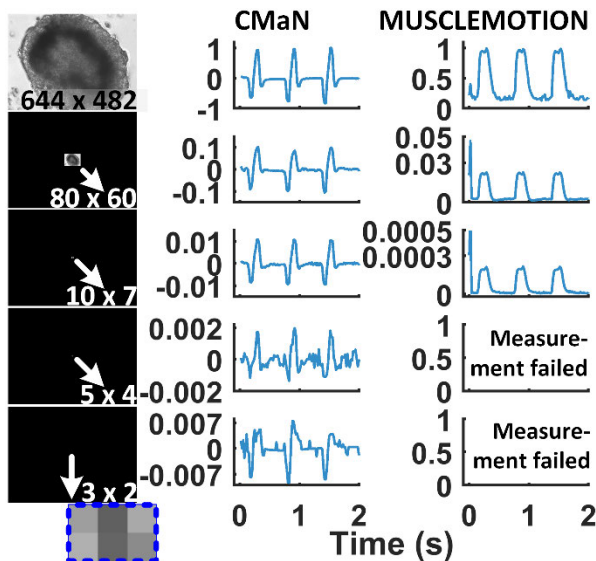 CMaN MUSCLEMOTION
644 x 482
1
0
-1
1
0.5
0
80 x 60
0.1
0
-0.1
0.05
0.03
0
10 x 7
0.01
0
-0.01
0.0005
0.0003
0
5 x 4
0.002
0
-0.002
1
0.5
0
Measure-
ment failed
3 x 2
0.007
0
-0.007
1
0.5
0
Measure-
ment failed
0 1 2 0 1 2
Time (s)